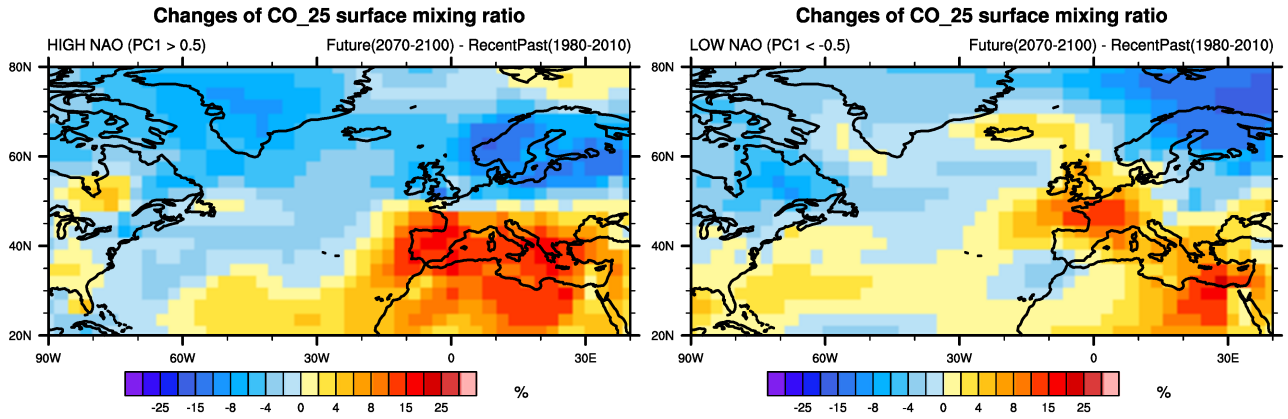 Changes of CO_25 surface mixing ratio
HIGH NAO (PC1 > 0.5) Future(2070-2100) - RecentPast(1980-2010)
80N
60N
40N
20N
90W 60W 30W 0 30E
-25 -15 -8 -4 0 4 8 15 25 %
Changes of CO_25 surface mixing ratio
LOW NAO (PC1 < -0.5) Future(2070-2100) - RecentPast(1980-2010)
80N
60N
40N
20N
90W 60W 30W 0 30E
-25 -15 -8 -4 0 4 8 15 25 %